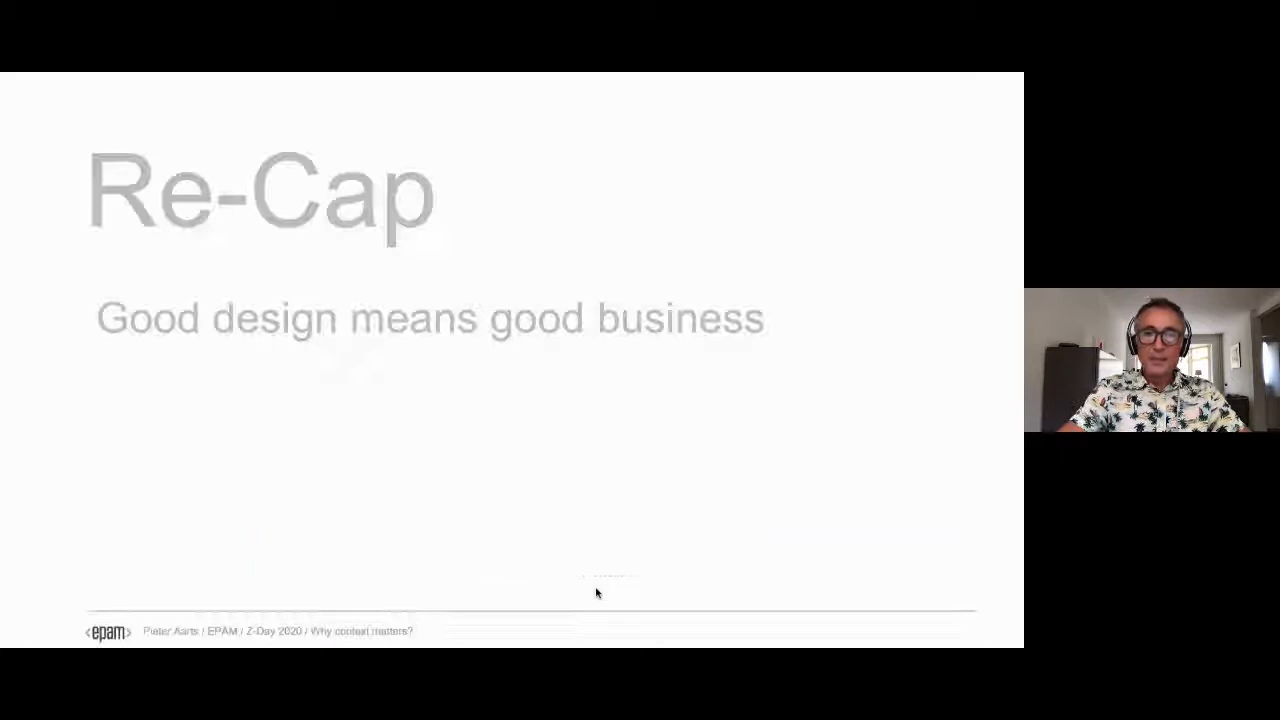 Re-Cap
Good design means good business
<epam> Pieter Aarts / EPAM / Z-Day 2020 / Why context matters?